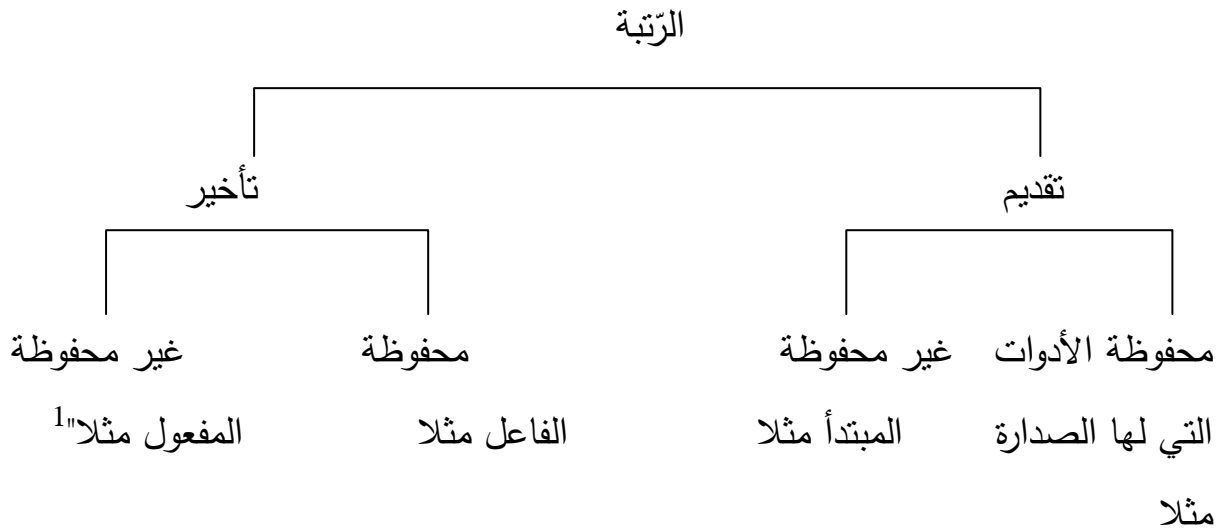 الرّتبة
تقديم تأخير
محفوظة الأدوات غير محفوظة محفوظة غير محفوظة
التي لها الصدارة المبتدأ مثلا الفاعل مثلا المفعول مثلا"1
مثلا